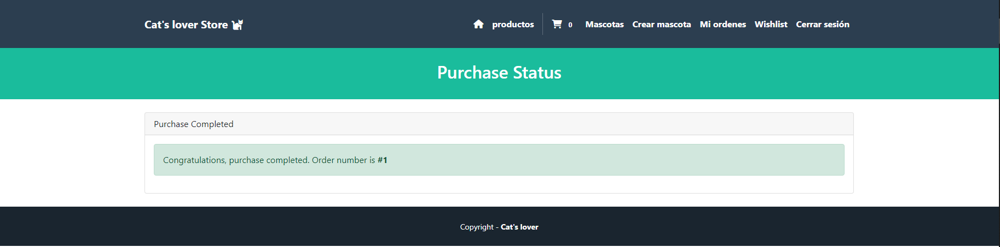 Cat's lover Store
productos 0 Mascotas Crear mascota Mi ordenes Wishlist Cerrar sesión
Purchase Status
Purchase Completed
Congratulations, purchase completed. Order number is #1
Copyright - Cat's lover